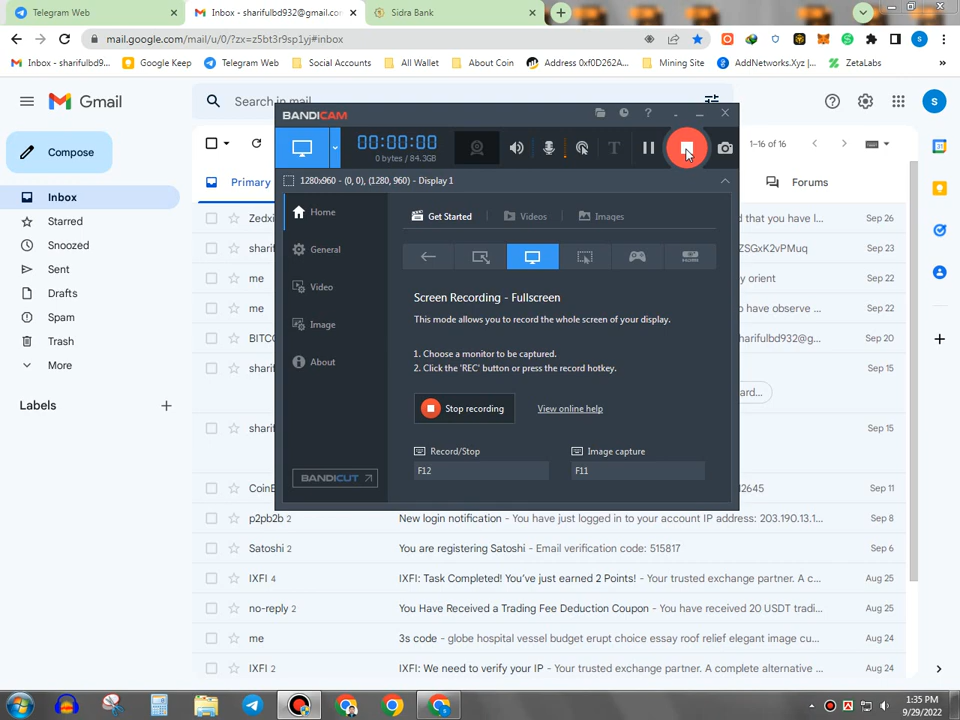 Telegram Web
Inbox - sharifulbd932@gmail.co
Sidra Bank
mail.google.com/mail/u/0/?zx=z5bt3r9sp1yj#inbox
Inbox - sharifulbd9...
Google Keep
Telegram Web
Social Accounts
All Wallet
About Coin
Address 0xf0D262A...
Mining Site
AddNetworks.Xyz |...
ZetaLabs
»
Gmail
Search in mail
S
Compose
1–16 of 16
Inbox
Starred
Snoozed
Sent
Drafts
Spam
Trash
More
Labels
Primary
Forums
BANDICAM
00:00:00
0 bytes / 84.3GB
1280x960 - (0, 0), (1280, 960) - Display 1
Home
General
Video
Image
About
BANDICUT
Get Started
Videos
Images
Screen Recording - Fullscreen
This mode allows you to record the whole screen of your display.
1. Choose a monitor to be captured.
2. Click the 'REC' button or press the record hotkey.
Stop recording
View online help
Record/Stop
Image capture
F12
F11
Zedxi
d that you have l...
Sep 26
shari
ZSGxK2vPMju
Sep 23
me
y orient
Sep 22
me
o have observe ...
Sep 22
BITCO
harifulbd932@g...
Sep 20
shari
Sep 15
ard...
shari
Sep 15
CoinE
12645
Sep 11
p2pb2b 2
New login notification - You have just logged in to your account IP address: 203.190.13.1...
Sep 8
Satoshi 2
You are registering Satoshi - Email verification code: 515817
Sep 6
IXFI 4
IXFI: Task Completed! You've just earned 2 Points! - Your trusted exchange partner. A c...
Aug 25
no-reply 2
You Have Received a Trading Fee Deduction Coupon - You have received 20 USDT tradi...
Aug 25
me
3s code - globe hospital vessel budget erupt choice essay roof relief elegant image cu...
Aug 24
IXFI 2
IXFI: We need to verify your IP - Your trusted exchange partner. A complete alternative ...
Aug 24
1:35 PM
9/29/2022